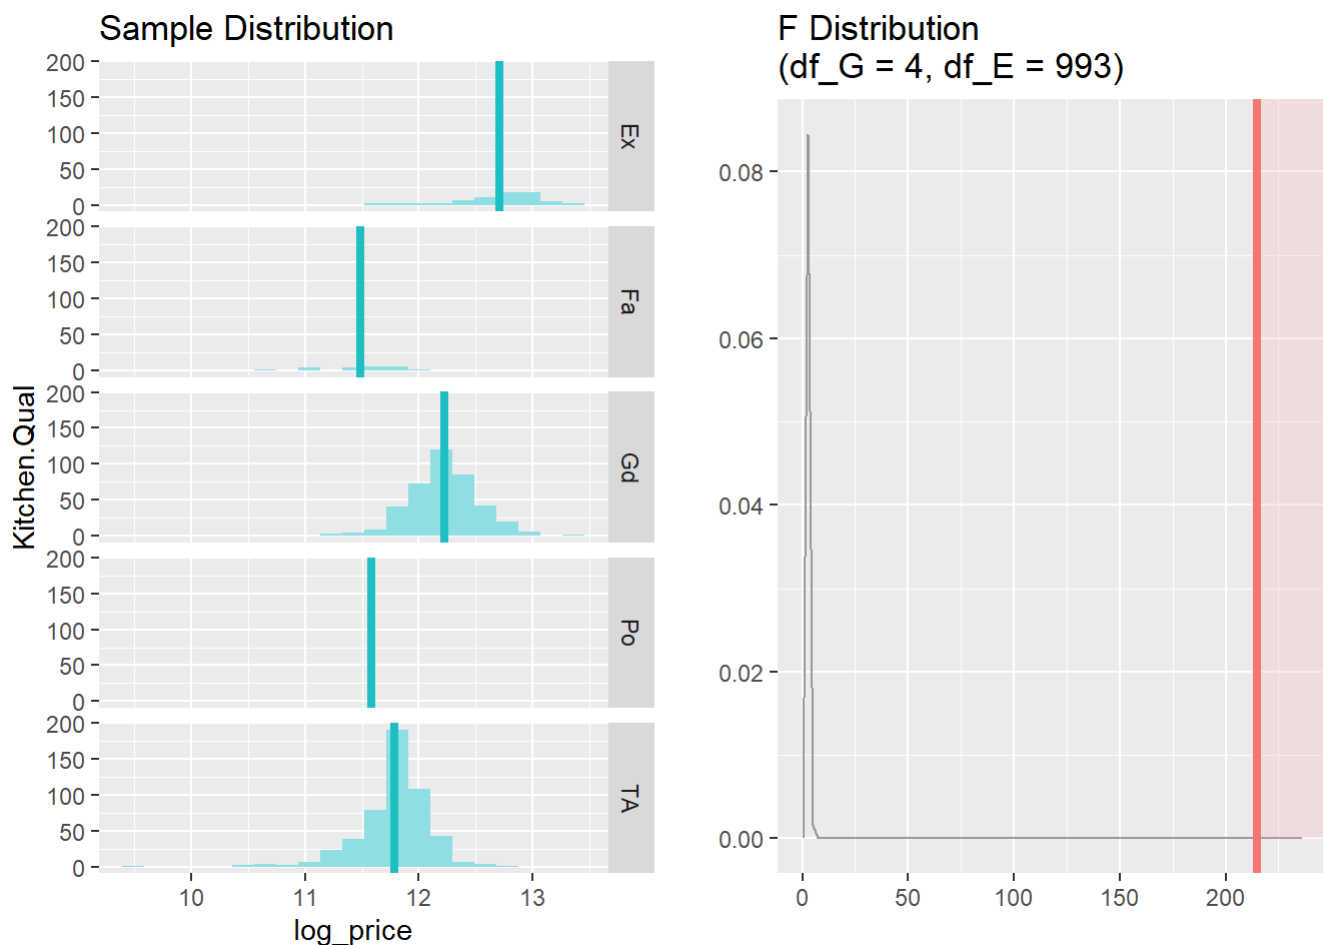 Sample Distribution
200
150
100
50
0
Ex
200
150
100
50
0
Fa
200
150
100
50
0
Gd
200
150
100
50
0
Po
200
150
100
50
0
TA
Kitchen.Qual
10 11 12 13
log_price
F Distribution
(df_G = 4, df_E = 993)
0.08
0.06
0.04
0.02
0.00
0 50 100 150 200